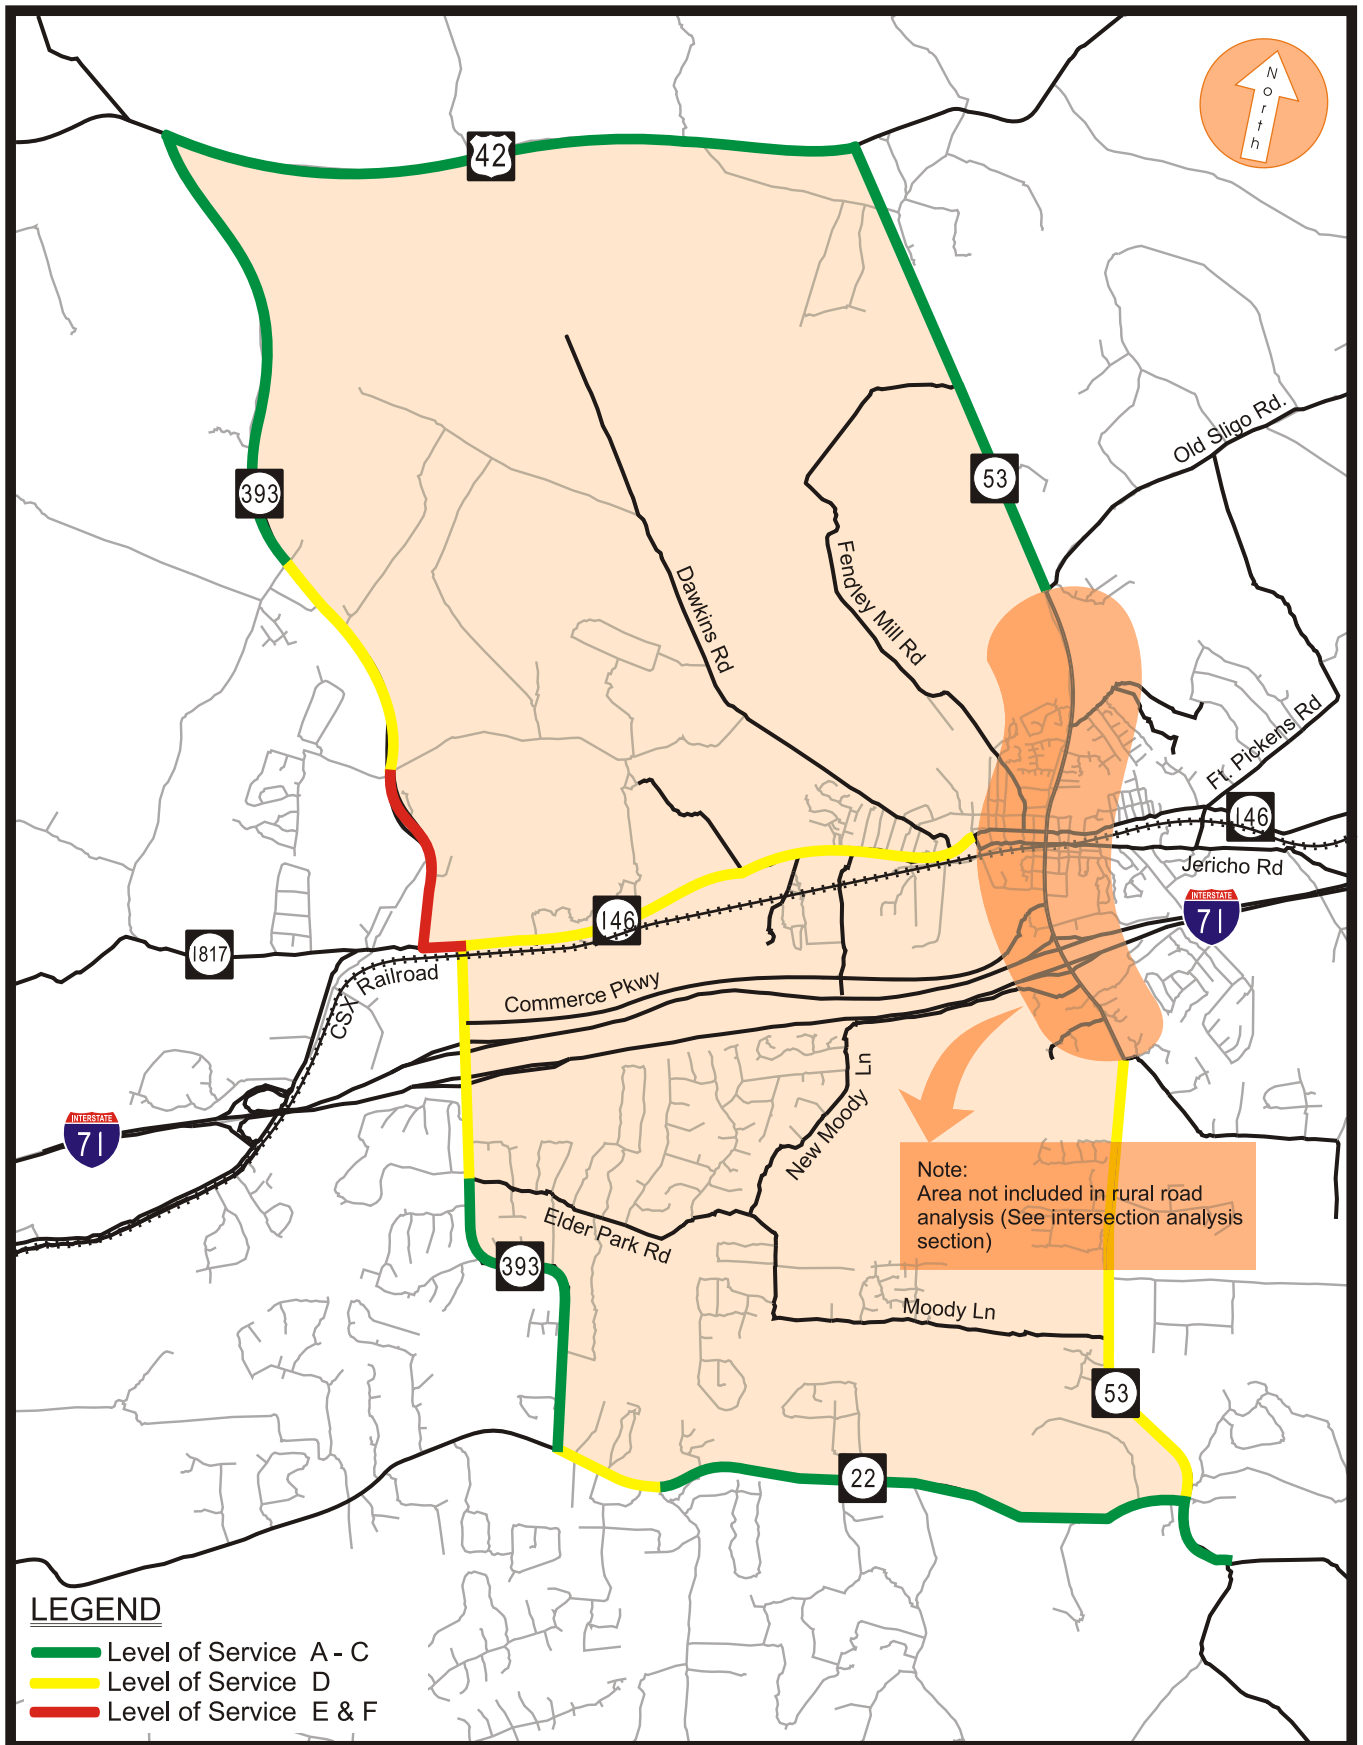 North
42
Old Sligo Rd.
393
53
Fendley Mill Rd
Dawkins Rd
Ft. Pickens Rd
146
Jericho Rd
INTERSTATE
71
146
1817
CSX Railroad
Commerce Pkwy
New Moody Ln
INTERSTATE
71
Note:
Area not included in rural road
analysis (See intersection analysis
section)
Elder Park Rd
393
Moody Ln
53
22
LEGEND
Level of Service A - C
Level of Service D
Level of Service E & F